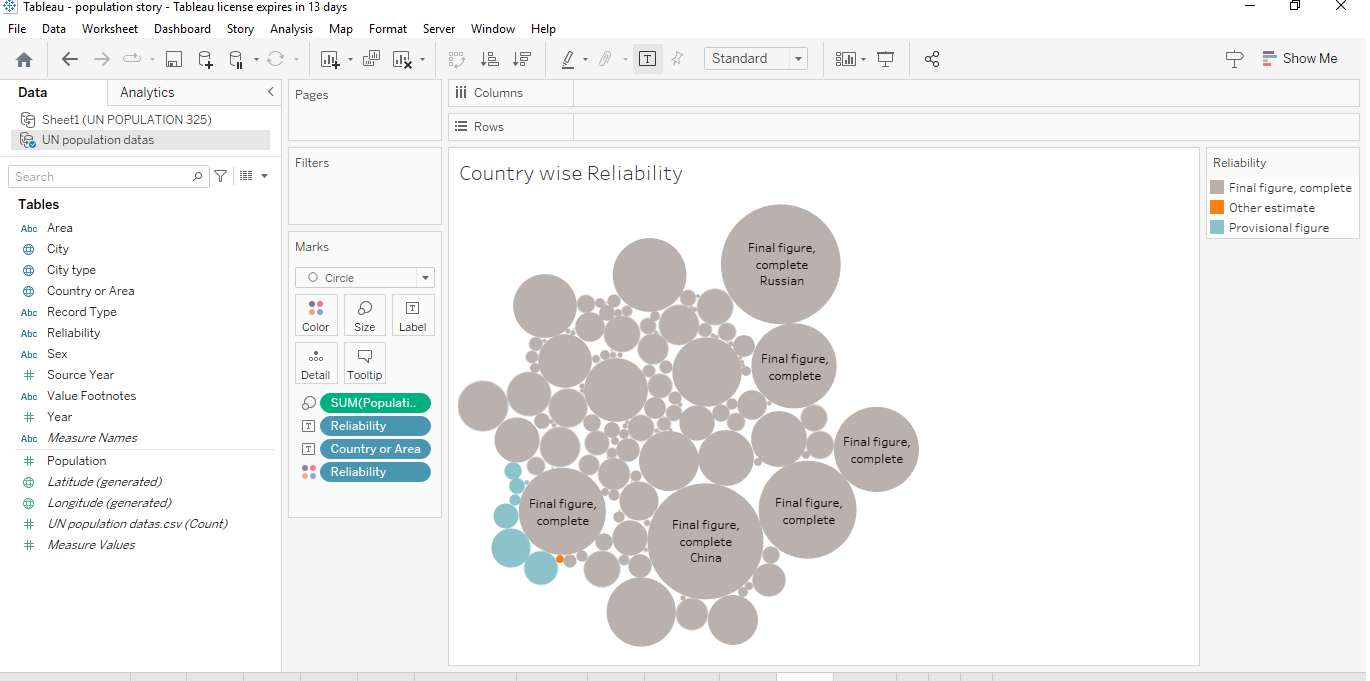 Tableau - population story - Tableau license expires in 13 days
File Data Worksheet Dashboard Story Analysis Map Format Server Window Help
Standard
Show Me
Data Analytics
Sheet1 (UN POPULATION 325)
UN population datas
Search
Tables
Abc Area
City
City type
Country or Area
Abc Record Type
Abc Reliability
Abc Sex
Source Year
Abc Value Footnotes
Year
Abc Measure Names
Population
Latitude (generated)
Longitude (generated)
UN population datas.csv (Count)
Measure Values
Pages
Filters
Marks
Circle
Color Size Label
Detail Tooltip
SUM(Populati..
Reliability
Country or Area
Reliability
Columns
Rows
Country wise Reliability
Final figure,
complete
Russian
Final figure,
complete
Final figure,
complete
Final figure,
complete
Final figure,
complete
Final figure,
complete
China
Reliability
Final figure, complete
Other estimate
Provisional figure